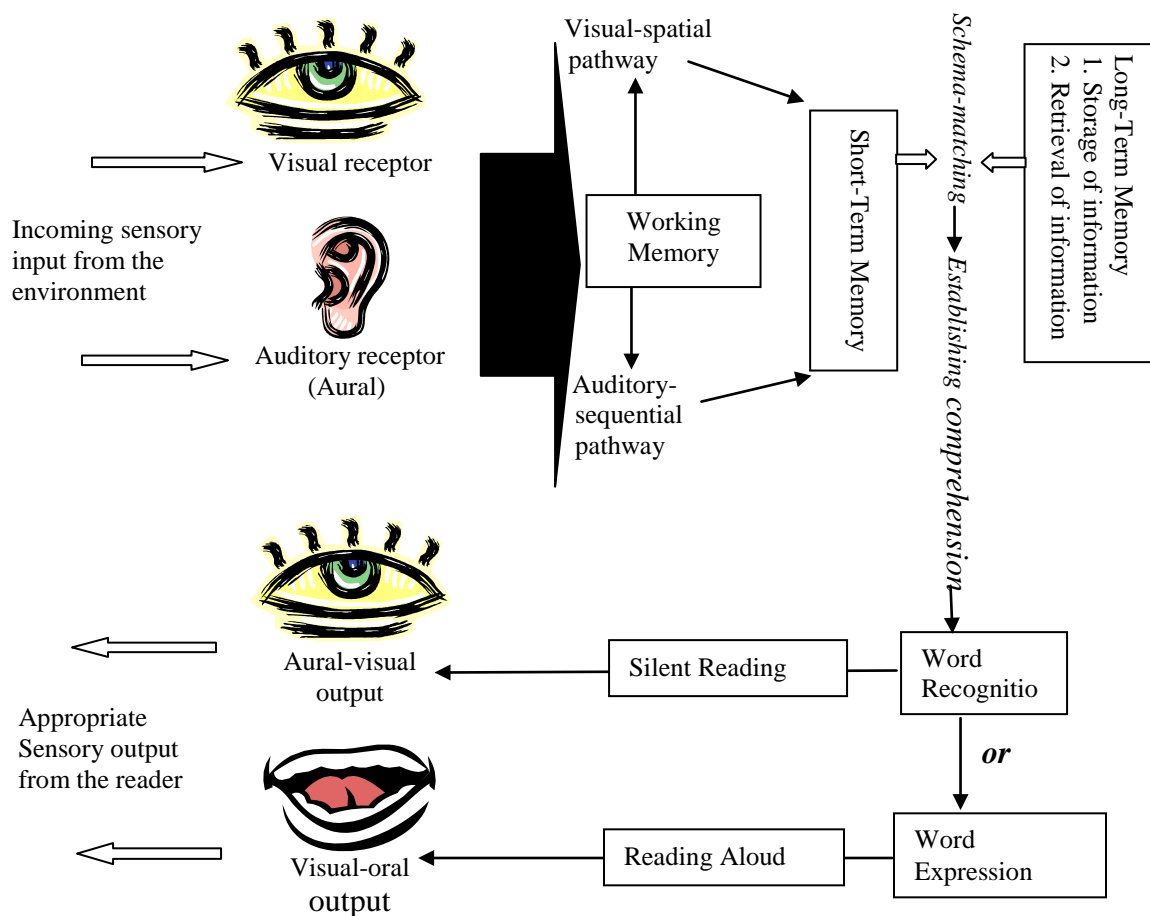 Visual receptor
Incoming sensory
input from the
environment
Auditory receptor
(Aural)
Visual-spatial
pathway
Working
Memory
Auditory-
sequential
pathway
Short-Term Memory
Schema-matching
Establishing comprehension
Long-Term Memory
1. Storage of information
2. Retrieval of information
Word
Recognitio
or
Word
Expression
Silent Reading
Reading Aloud
Aural-visual
output
Visual-oral
output
Appropriate
Sensory output
from the reader